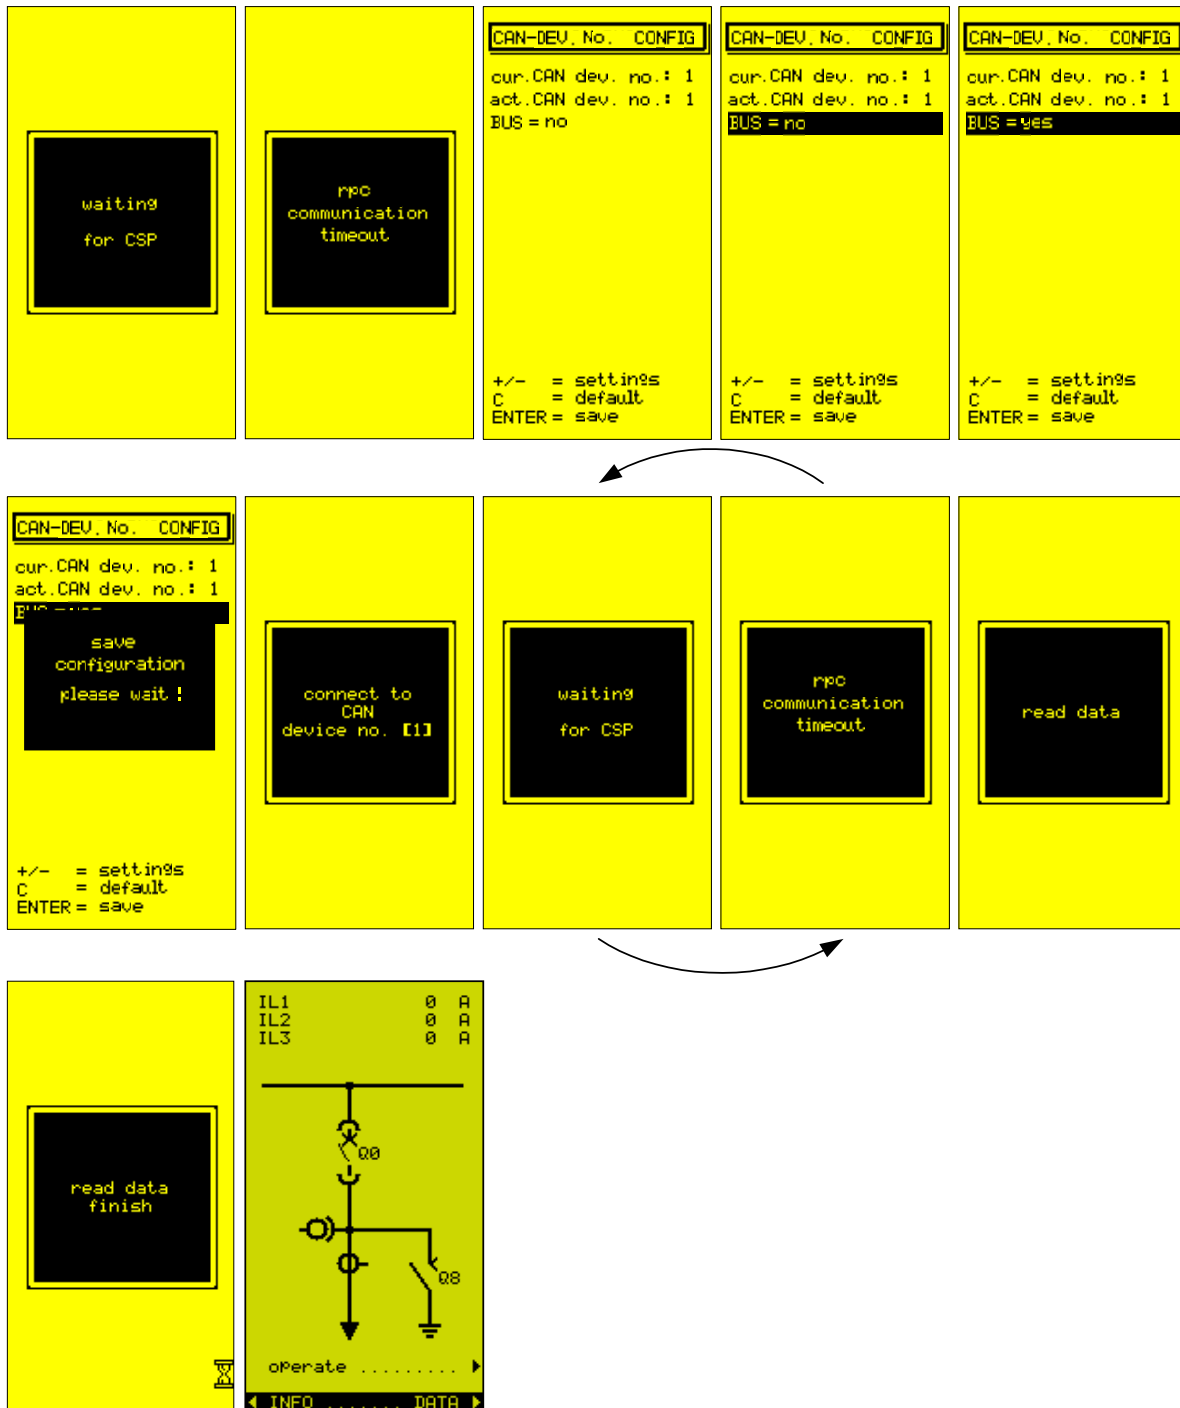 waiting
for CSP
rpc
communication
timeout
CAN-DEV. No. CONFIG
cur.CAN dev. no.: 1
act.CAN dev. no.: 1
BUS = no
+/- = settings
C = default
ENTER = save
CAN-DEV. No. CONFIG
cur.CAN dev. no.: 1
act.CAN dev. no.: 1
BUS = no
+/- = settings
C = default
ENTER = save
CAN-DEV. No. CONFIG
cur.CAN dev. no.: 1
act.CAN dev. no.: 1
BUS = yes
+/- = settings
C = default
ENTER = save
CAN-DEV. No. CONFIG
cur.CAN dev. no.: 1
act.CAN dev. no.: 1
BUS = yes
save
configuration
please wait !
+/- = settings
C = default
ENTER = save
connect to
CAN
device no. [1]
waiting
for CSP
rpc
communication
timeout
read data
read data
finish
IL1 0 A
IL2 0 A
IL3 0 A
Q0
Q8
operate .........
INFO ....... DATA